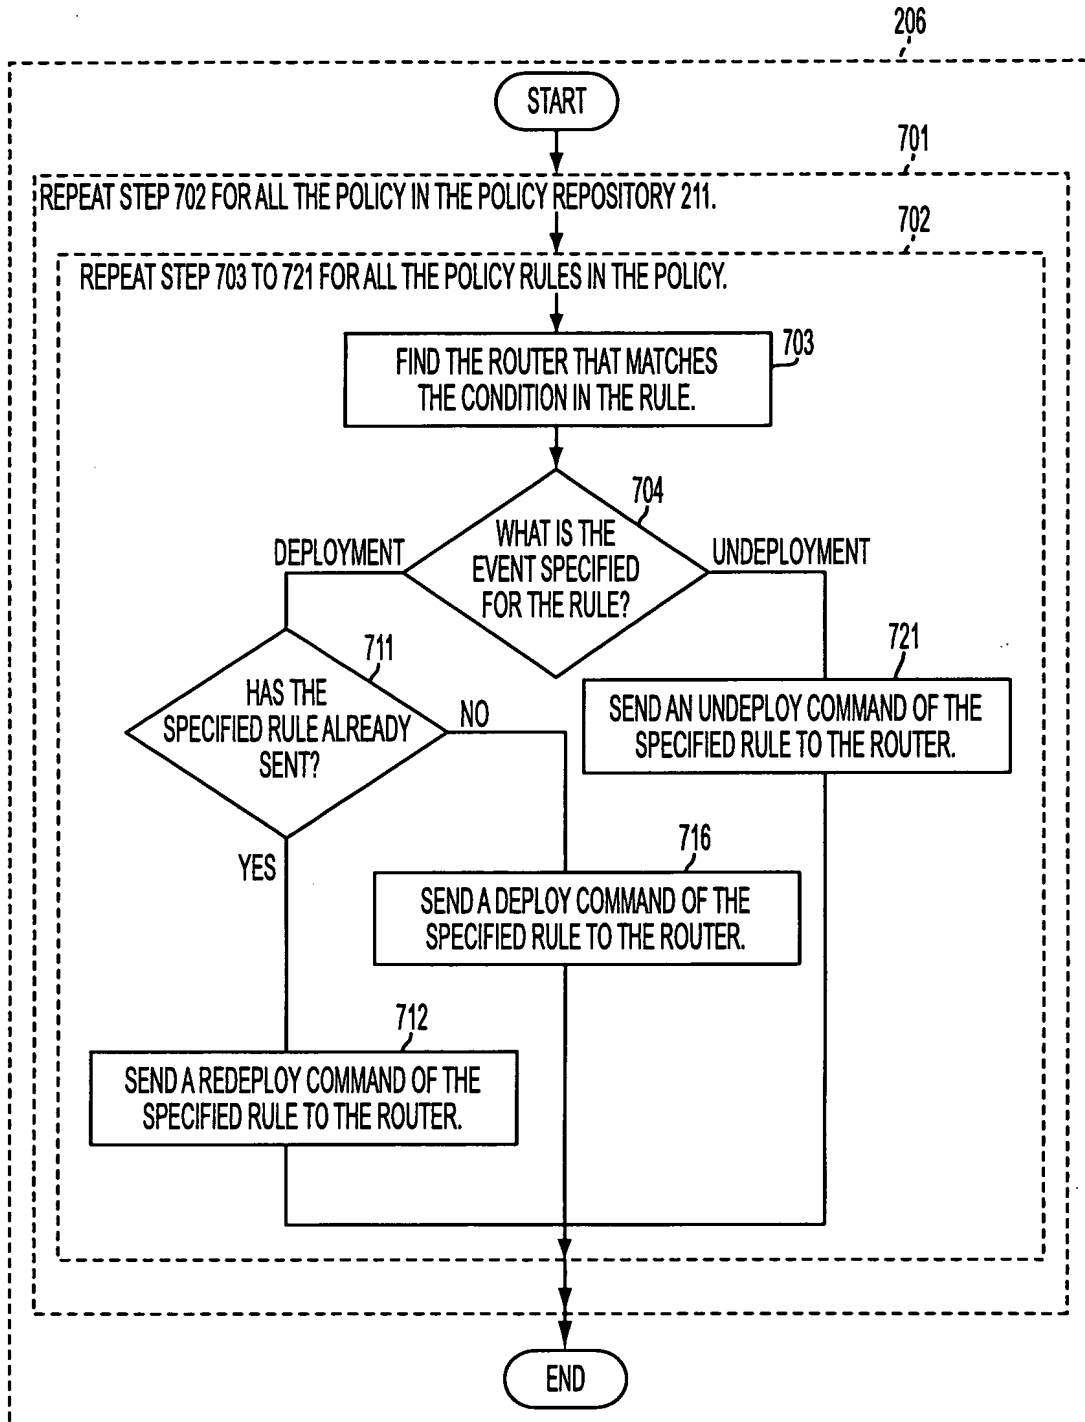 206
START
701
REPEAT STEP 702 FOR ALL THE POLICY IN THE POLICY REPOSITORY 211.
702
REPEAT STEP 703 TO 721 FOR ALL THE POLICY RULES IN THE POLICY.
703
FIND THE ROUTER THAT MATCHES
THE CONDITION IN THE RULE.
704
WHAT IS THE
EVENT SPECIFIED
FOR THE RULE?
DEPLOYMENT
UNDEPLOYMENT
711
HAS THE
SPECIFIED RULE ALREADY
SENT?
NO
YES
721
SEND AN UNDEPLOY COMMAND OF THE
SPECIFIED RULE TO THE ROUTER.
716
SEND A DEPLOY COMMAND OF THE
SPECIFIED RULE TO THE ROUTER.
712
SEND A REDEPLOY COMMAND OF THE
SPECIFIED RULE TO THE ROUTER.
END